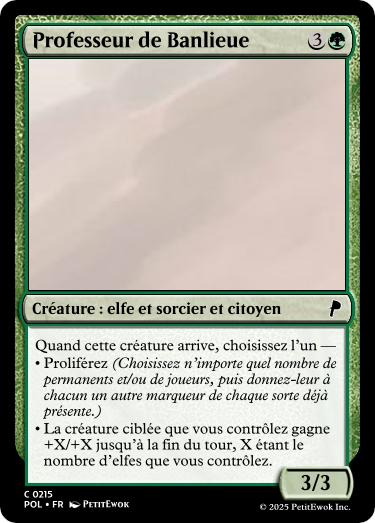 Professeur de Banlieue 3
Créature : elfe et sorcier et citoyen
Quand cette créature arrive, choisissez l'un —
• Proliférez (Choisissez n'importe quel nombre de
permanents et/ou de joueurs, puis donnez-leur à
chacun un autre marqueur de chaque sorte déjà
présente.)
• La créature ciblée que vous contrôlez gagne
+X/+X jusqu'à la fin du tour, X étant le
nombre d'elfes que vous contrôlez.
3/3
C 0215
POL • FR PetitEwok
© 2025 PetitEwok Inc.